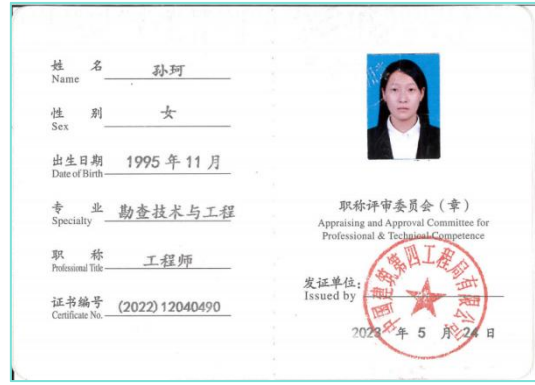 姓 名 孙珂
Name
性 别 女
Sex
出生日期 1995 年 11 月
Date of Birth
专 业 勘查技术与工程
Specialty
职 称 工程师
Professional Title
证书编号 (2022)12040490
Certificate No.
职称评审委员会(章)
Appraising and Approval Committee for
Professional & Technical Competence
中国建筑第四工程局有限公司
发证单位:
Issued by
2023 年 5 月 24 日